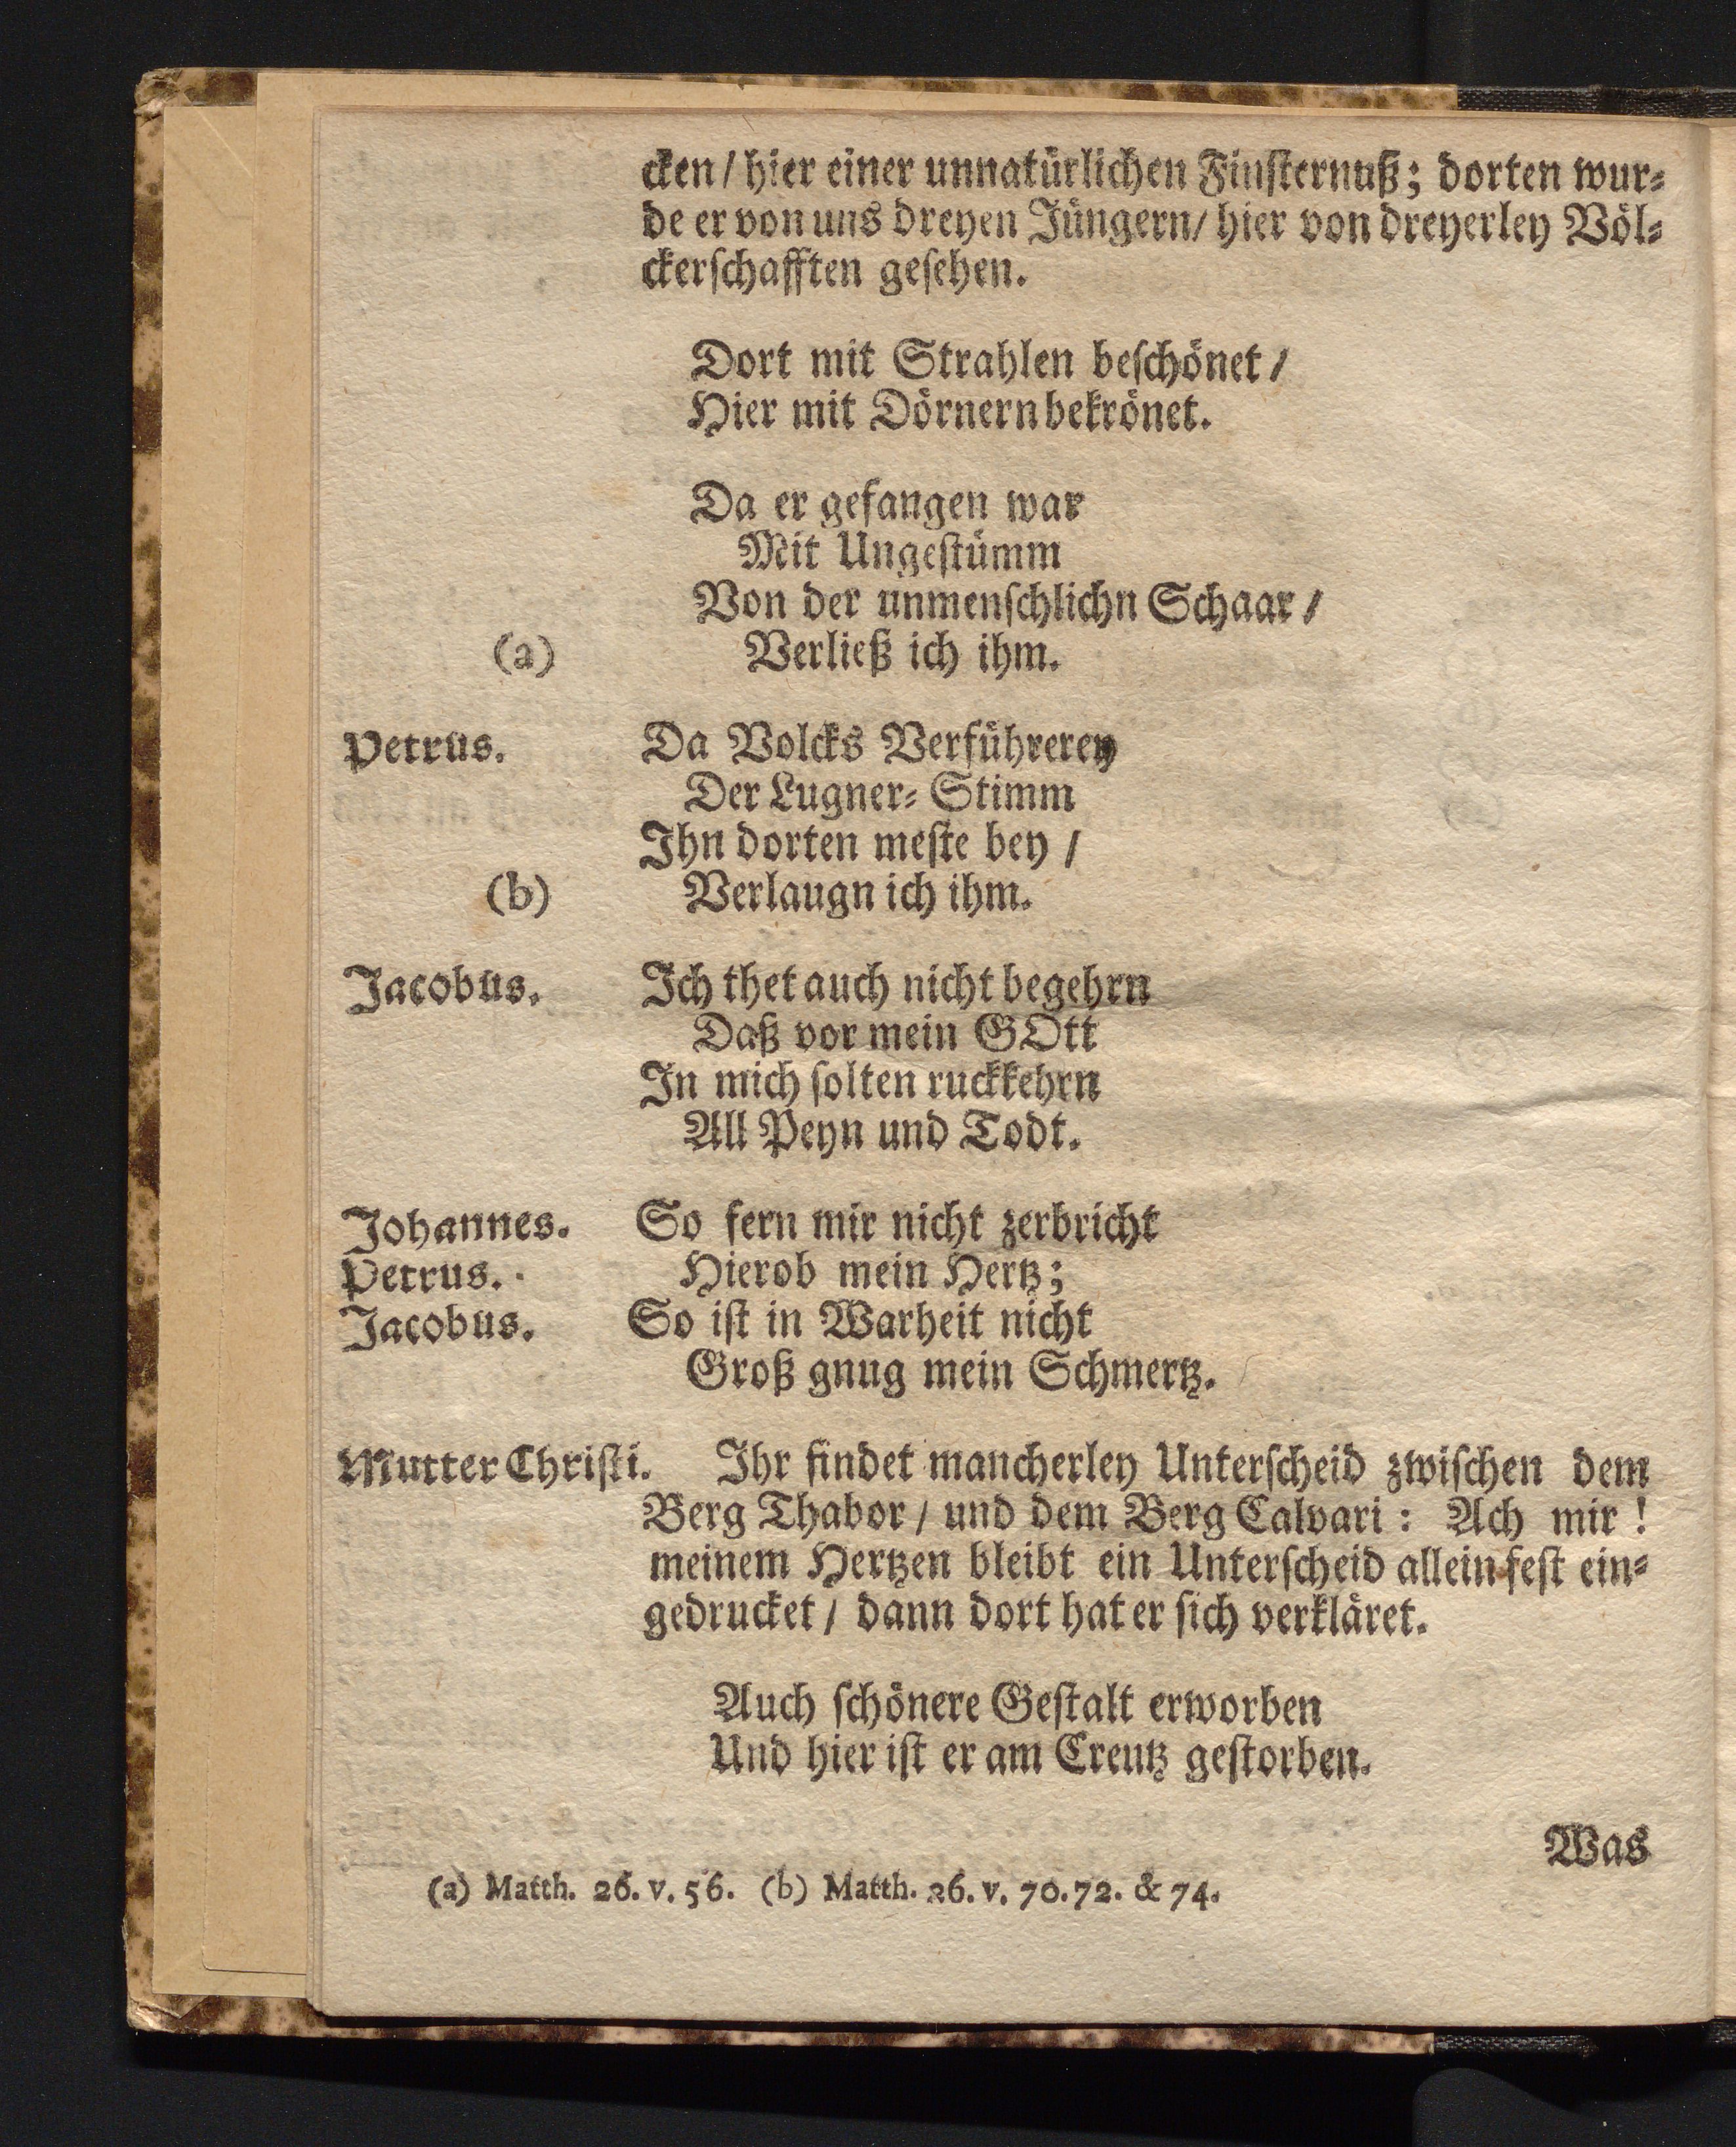 cken / hier einer unnatürlichen Finsternuß; dorten wur-
de er von uns dreyen Jüngern / hier von dreyerley Völ-
ckerschafften gesehen.
Dort mit Strahlen beschönet /
Hier mit Dörnern bekrönet.
Da er gefangen war
Mit Ungestümm
Von der unmenschlichn Schaar /
(a) Verließ ich ihm.
Petrus. Da Volcks Verführerey
Der Lugner-Stimm
Ihn dorten meste bey /
(b) Verlaugn ich ihm.
Jacobus. Ich thet auch nicht begehrn
Daß vor mein GOtt
In mich solten ruckkehrn
All Peyn und Todt.
Johannes. So fern mir nicht zerbricht
Petrus. Hierob mein Hertz;
Jacobus. So ist in Warheit nicht
Groß gnug mein Schmertz.
Mutter Christi. Ihr findet mancherley Unterscheid zwischen dem
Berg Thabor / und dem Berg Calvari: Ach mir!
meinem Hertzen bleibt ein Unterscheid allein fest ein-
gedrucket / dann dort hat er sich verkläret.
Auch schönere Gestalt erworben
Und hier ist er am Creutz gestorben.
Was
(a) Matth. 26. v. 56. (b) Matth. 26. v. 70. 72. & 74.